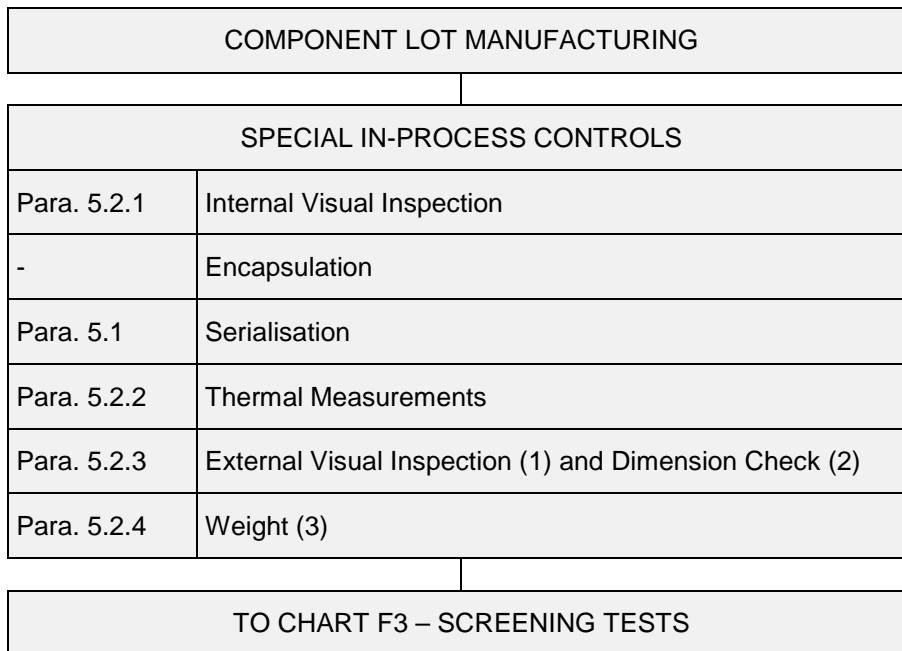 COMPONENT LOT MANUFACTURING
SPECIAL IN-PROCESS CONTROLS
Para. 5.2.1 Internal Visual Inspection
- Encapsulation
Para. 5.1 Serialisation
Para. 5.2.2 Thermal Measurements
Para. 5.2.3 External Visual Inspection (1) and Dimension Check (2)
Para. 5.2.4 Weight (3)
TO CHART F3 – SCREENING TESTS